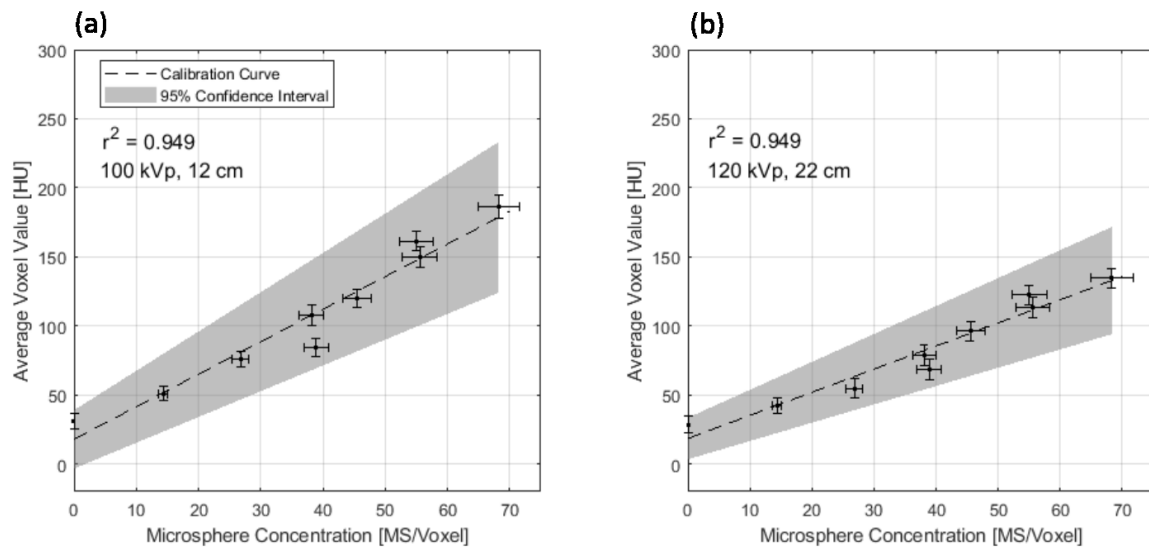 (a)
300
250
200
150
100
50
0
Average Voxel Value [HU]
Calibration Curve
95% Confidence Interval
r² = 0.949
100 kVp, 12 cm
0 10 20 30 40 50 60 70
Microsphere Concentration [MS/Voxel]
(b)
300
250
200
150
100
50
0
Average Voxel Value [HU]
r² = 0.949
120 kVp, 22 cm
0 10 20 30 40 50 60 70
Microsphere Concentration [MS/Voxel]